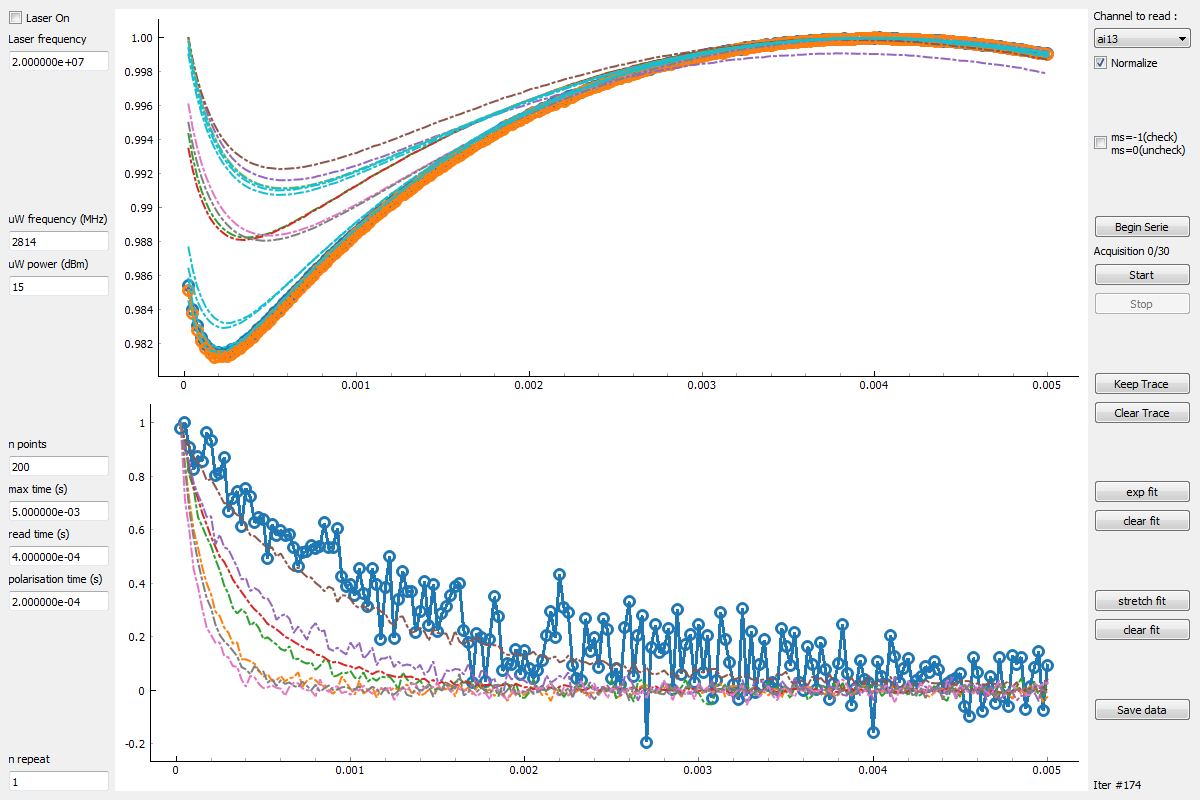 Laser On
Laser frequency
2.000000e+07
uW frequency (MHz)
2814
uW power (dBm)
15
n points
200
max time (s)
5.000000e-03
read time (s)
4.000000e-04
polarisation time (s)
2.000000e-04
n repeat
1
1.00
0.998
0.996
0.994
0.992
0.99
0.988
0.986
0.984
0.982
0
0.001
0.002
0.003
0.004
0.005
1
0.8
0.6
0.4
0.2
0
-0.2
0
0.001
0.002
0.003
0.004
0.005
Channel to read :
ai13
Normalize
ms=-1(check)
ms=0(uncheck)
Begin Serie
Acquisition 0/30
Start
Stop
Keep Trace
Clear Trace
exp fit
clear fit
stretch fit
clear fit
Save data
Iter #174